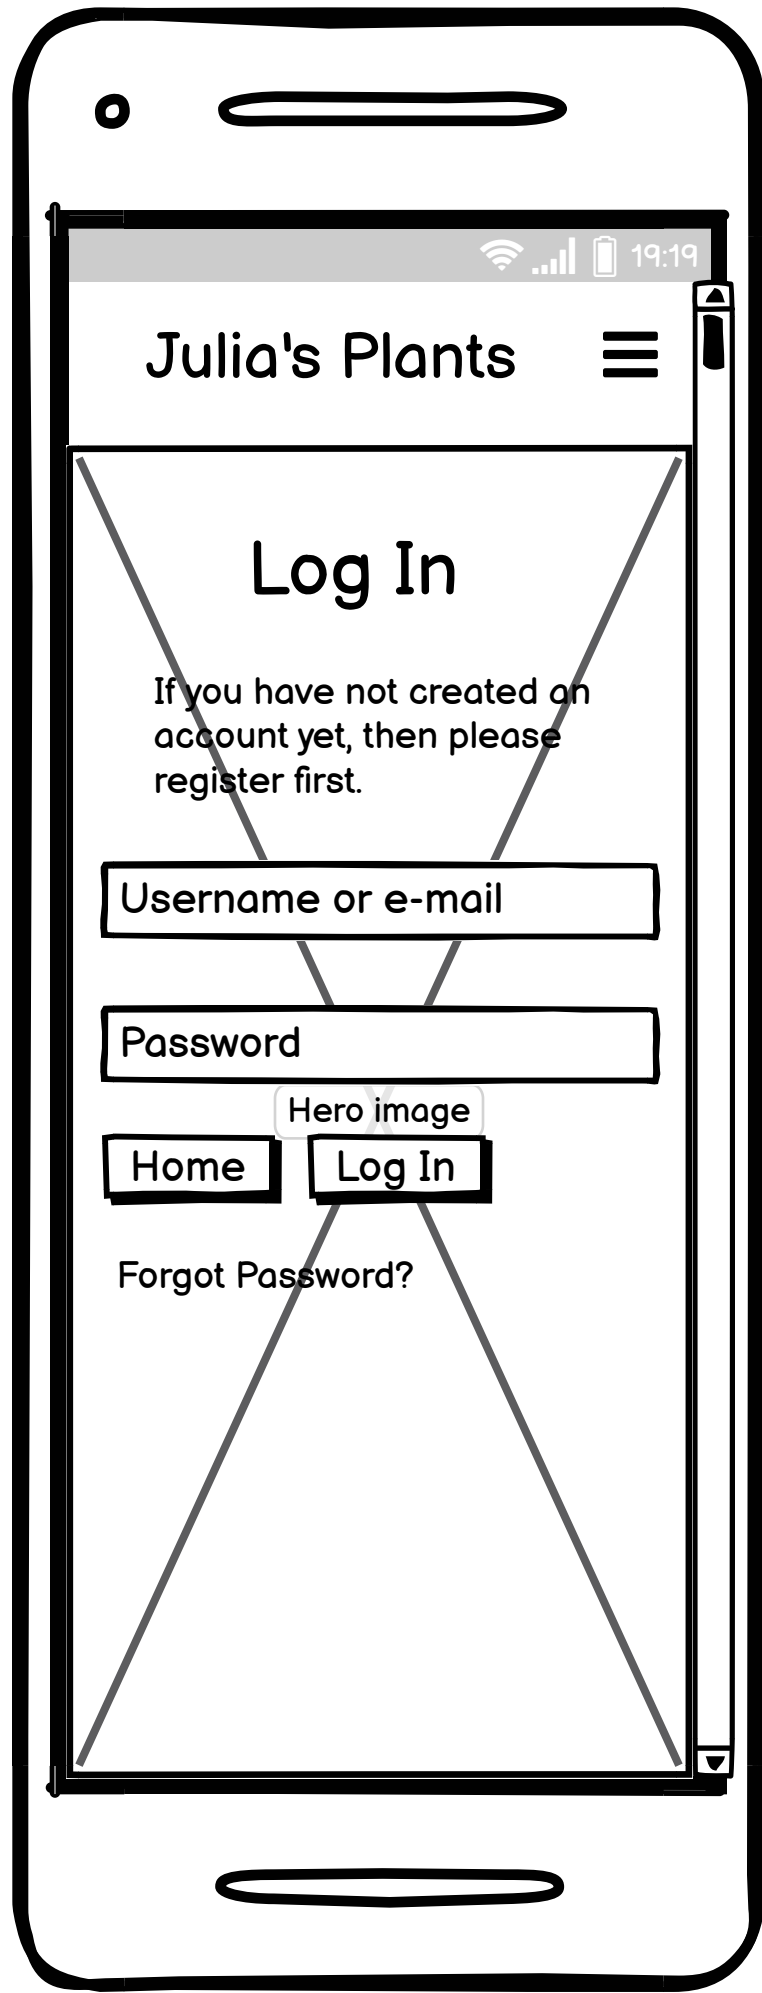 19:19
Julia's Plants
Log In
If you have not created an
account yet, then please
register first.
Username or e-mail
Password
Hero image
Home
Log In
Forgot Password?